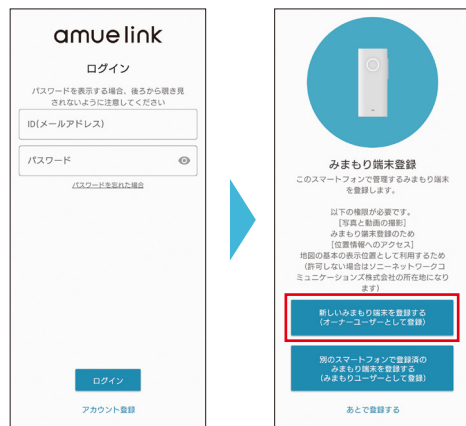 amue link
ログイン
パスワードを表示する場合、後ろから覗き見
されないように注意してください
ID(メールアドレス)
パスワード
パスワードを忘れた場合
ログイン
アカウント登録
みまもり端末登録
このスマートフォンで管理するみまもり端末
を登録します。
以下の権限が必要です。
[写真と動画の撮影]
みまもり端末登録のため
[位置情報へのアクセス]
地図の基本の表示位置として利用するため
(許可しない場合はソニーネットワークコ
ミュニケーションズ株式会社の所在地になり
ます)
新しいみまもり端末を登録する
(オーナーユーザーとして登録)
別のスマートフォンで登録済の
みまもり端末を登録する
(みまもりユーザーとして登録)
あとで登録する